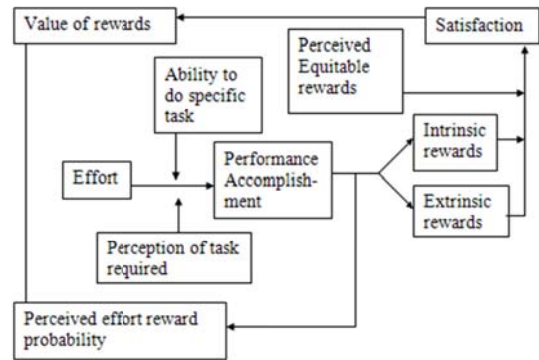 Value of rewards
Satisfaction
Perceived
Equitable
rewards
Ability to
do specific
task
Intrinsic
rewards
Performance
Accomplish-
ment
Effort
Extrinsic
rewards
Perception of task
required
Perceived effort reward
probability